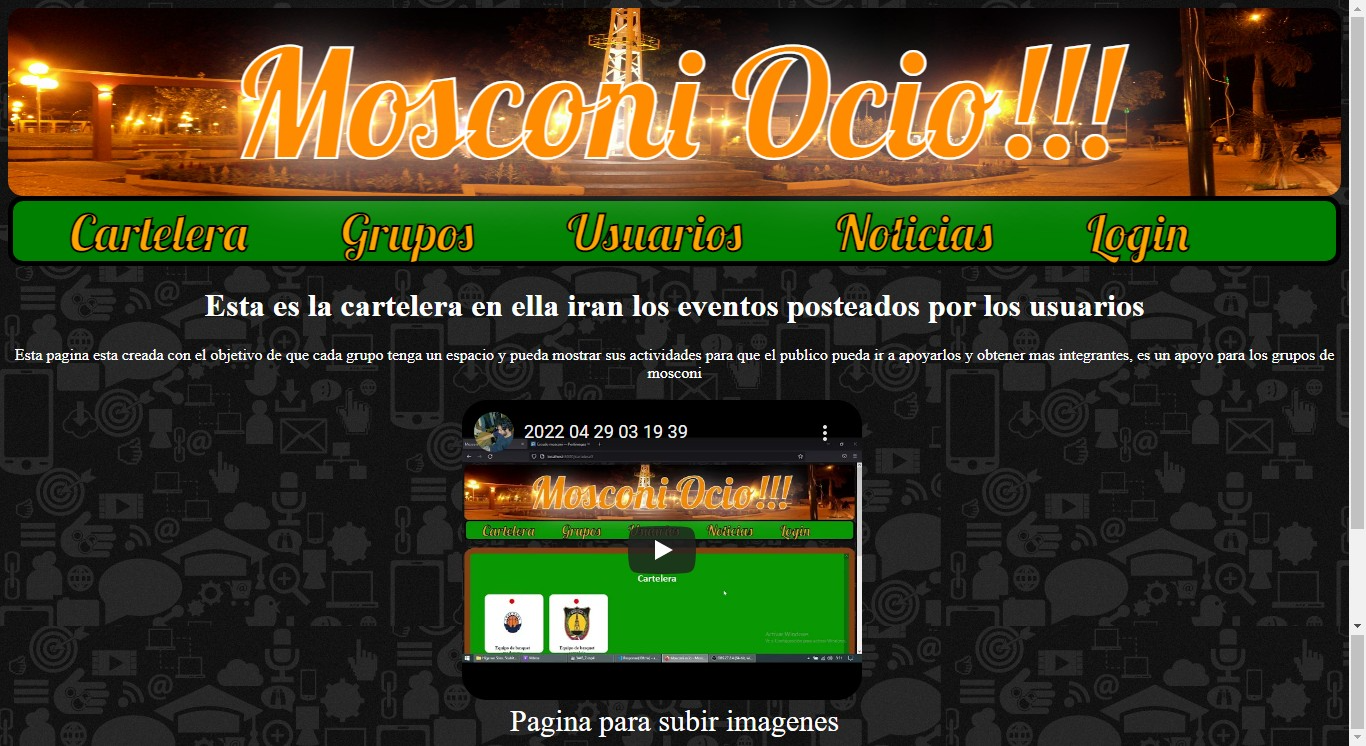 Mosconi Ocio!!!
Cartelera Grupos Usuarios Noticias Login
Esta es la cartelera en ella iran los eventos posteados por los usuarios
Esta pagina esta creada con el objetivo de que cada grupo tenga un espacio y pueda mostrar sus actividades para que el publico pueda ir a apoyarlos y obtener mas integrantes, es un apoyo para los grupos de
mosconi
2022 04 29 03 19 39
Mosconi Ocio!!!
Cartelera Grupos Usuarios Noticias Login
Cartelera
Equipo de basquet Equipo de basquet
Activar Windows
Pagina para subir imagenes